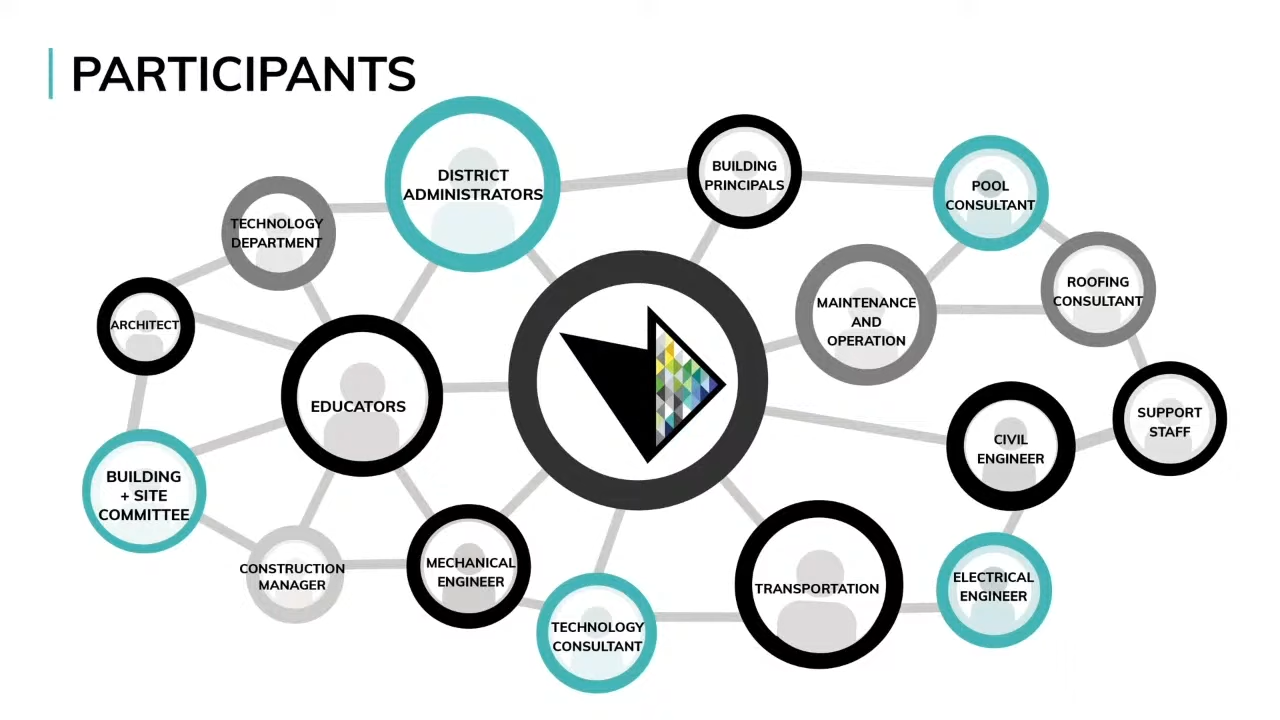 PARTICIPANTS
DISTRICT
ADMINISTRATORS
BUILDING
PRINCIPALS
POOL
CONSULTANT
TECHNOLOGY
DEPARTMENT
ROOFING
CONSULTANT
MAINTENANCE
AND
OPERATION
ARCHITECT
EDUCATORS
SUPPORT
STAFF
CIVIL
ENGINEER
BUILDING
+ SITE
COMMITTEE
CONSTRUCTION
MANAGER
MECHANICAL
ENGINEER
TECHNOLOGY
CONSULTANT
TRANSPORTATION
ELECTRICAL
ENGINEER